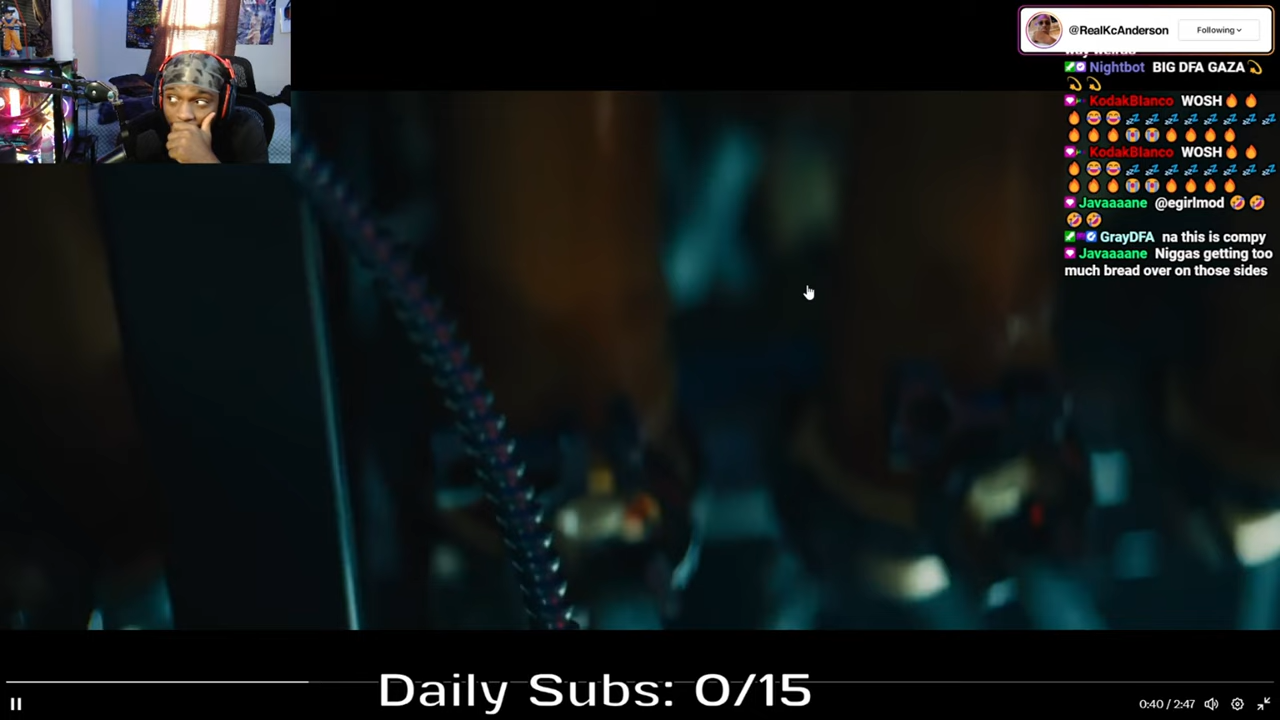 @RealKcAnderson
Following
Nightbot BIG DFA GAZA
KodakBlanco WOSH
KodakBlanco WOSH
Javaaaane @egirlmod
GrayDFA na this is compy
Javaaaane Niggas getting too
much bread over on those sides
Daily Subs: 0/15
0:40 / 2:47